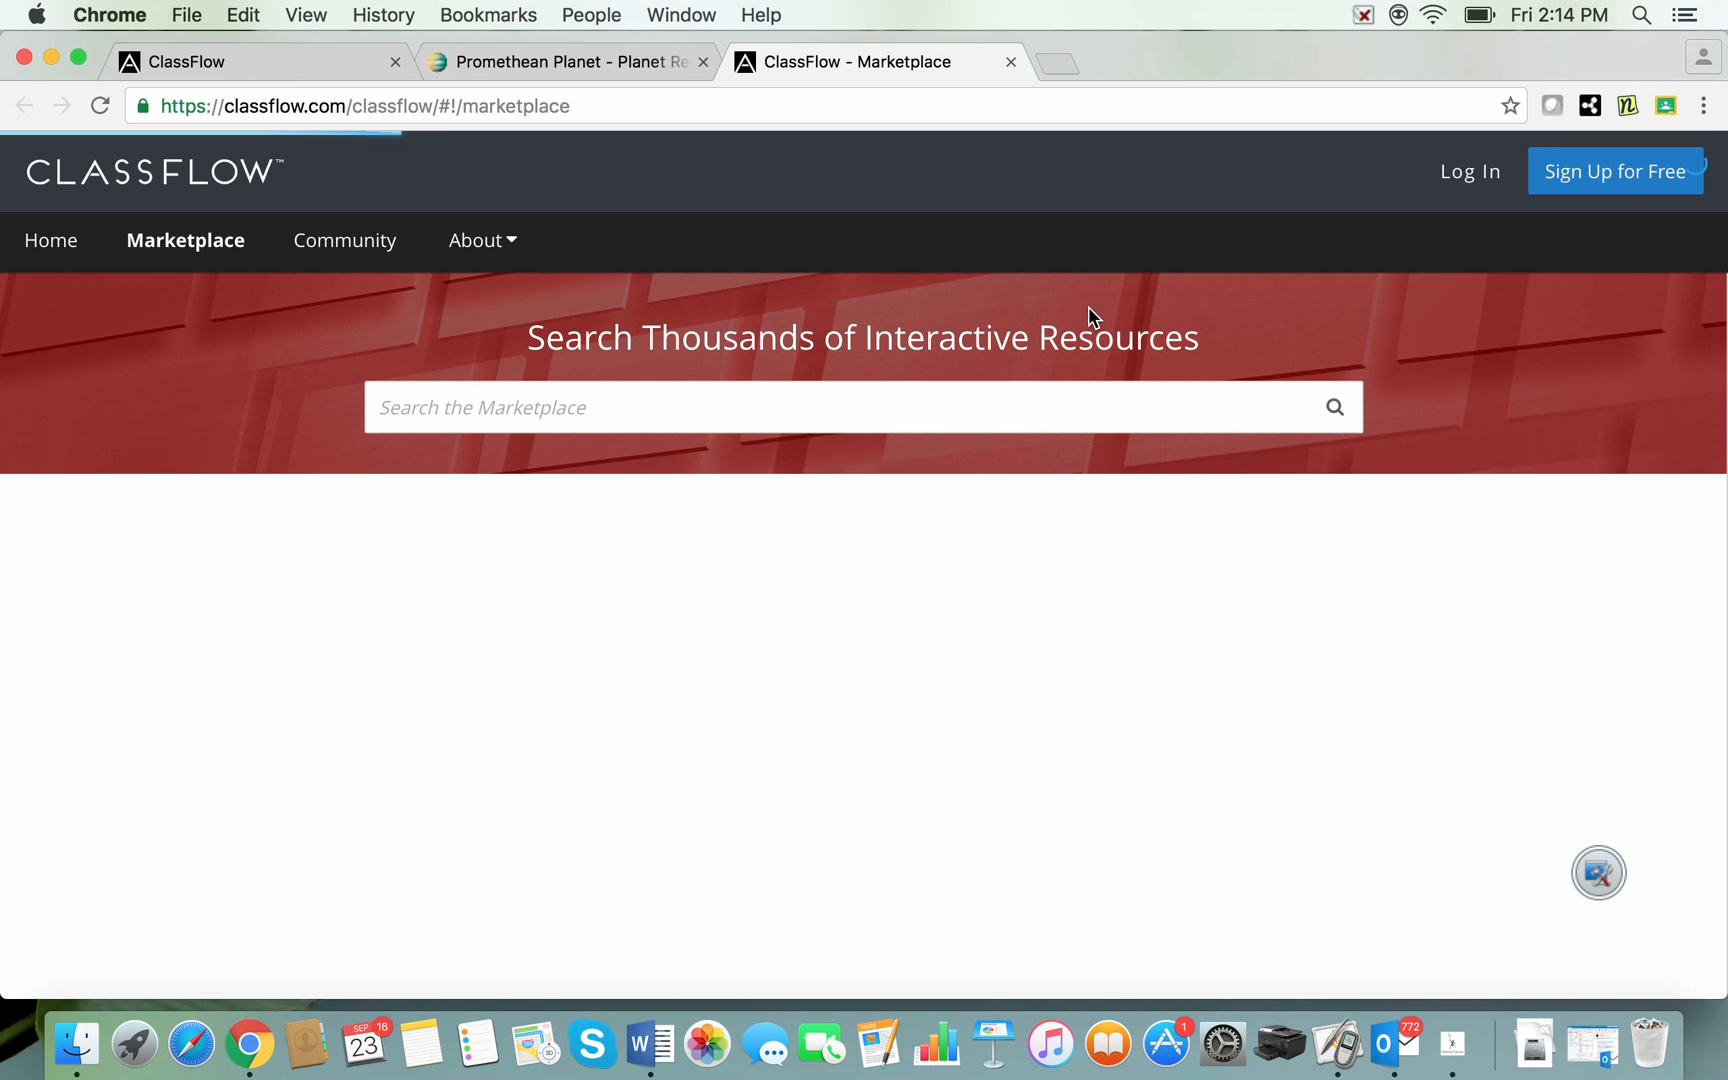 Chrome File Edit View History Bookmarks People Window Help Fri 2:14 PM
ClassFlow Promethean Planet - Planet Re ClassFlow - Marketplace
https://classflow.com/classflow/#!/marketplace
CLASSFLOW™ Log In Sign Up for Free
Home Marketplace Community About
Search Thousands of Interactive Resources
Search the Marketplace
SEP 16 1 772
23 3D S W O